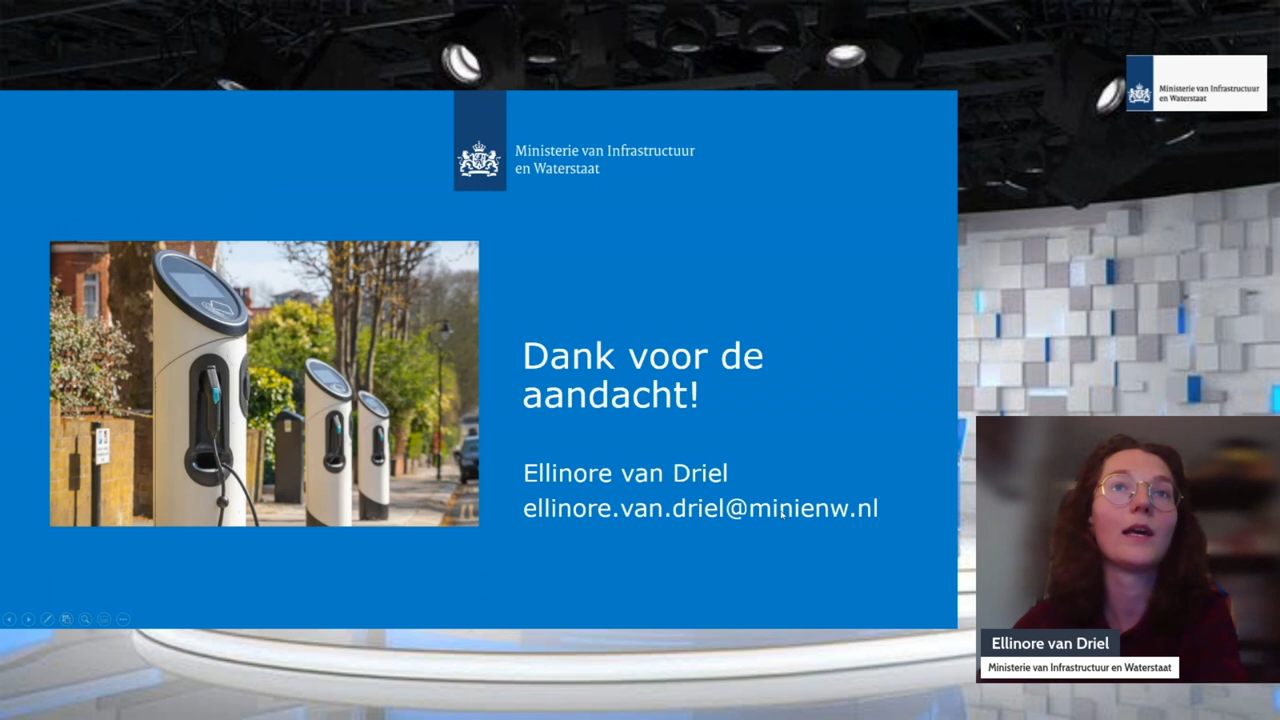 Ministerie van Infrastructuur
en Waterstaat
Ministerie van Infrastructuur
en Waterstaat
Dank voor de
aandacht!
Ellinore van Driel
ellinore.van.driel@minienw.nl
Ellinore van Driel
Ministerie van Infrastructuur en Waterstaat